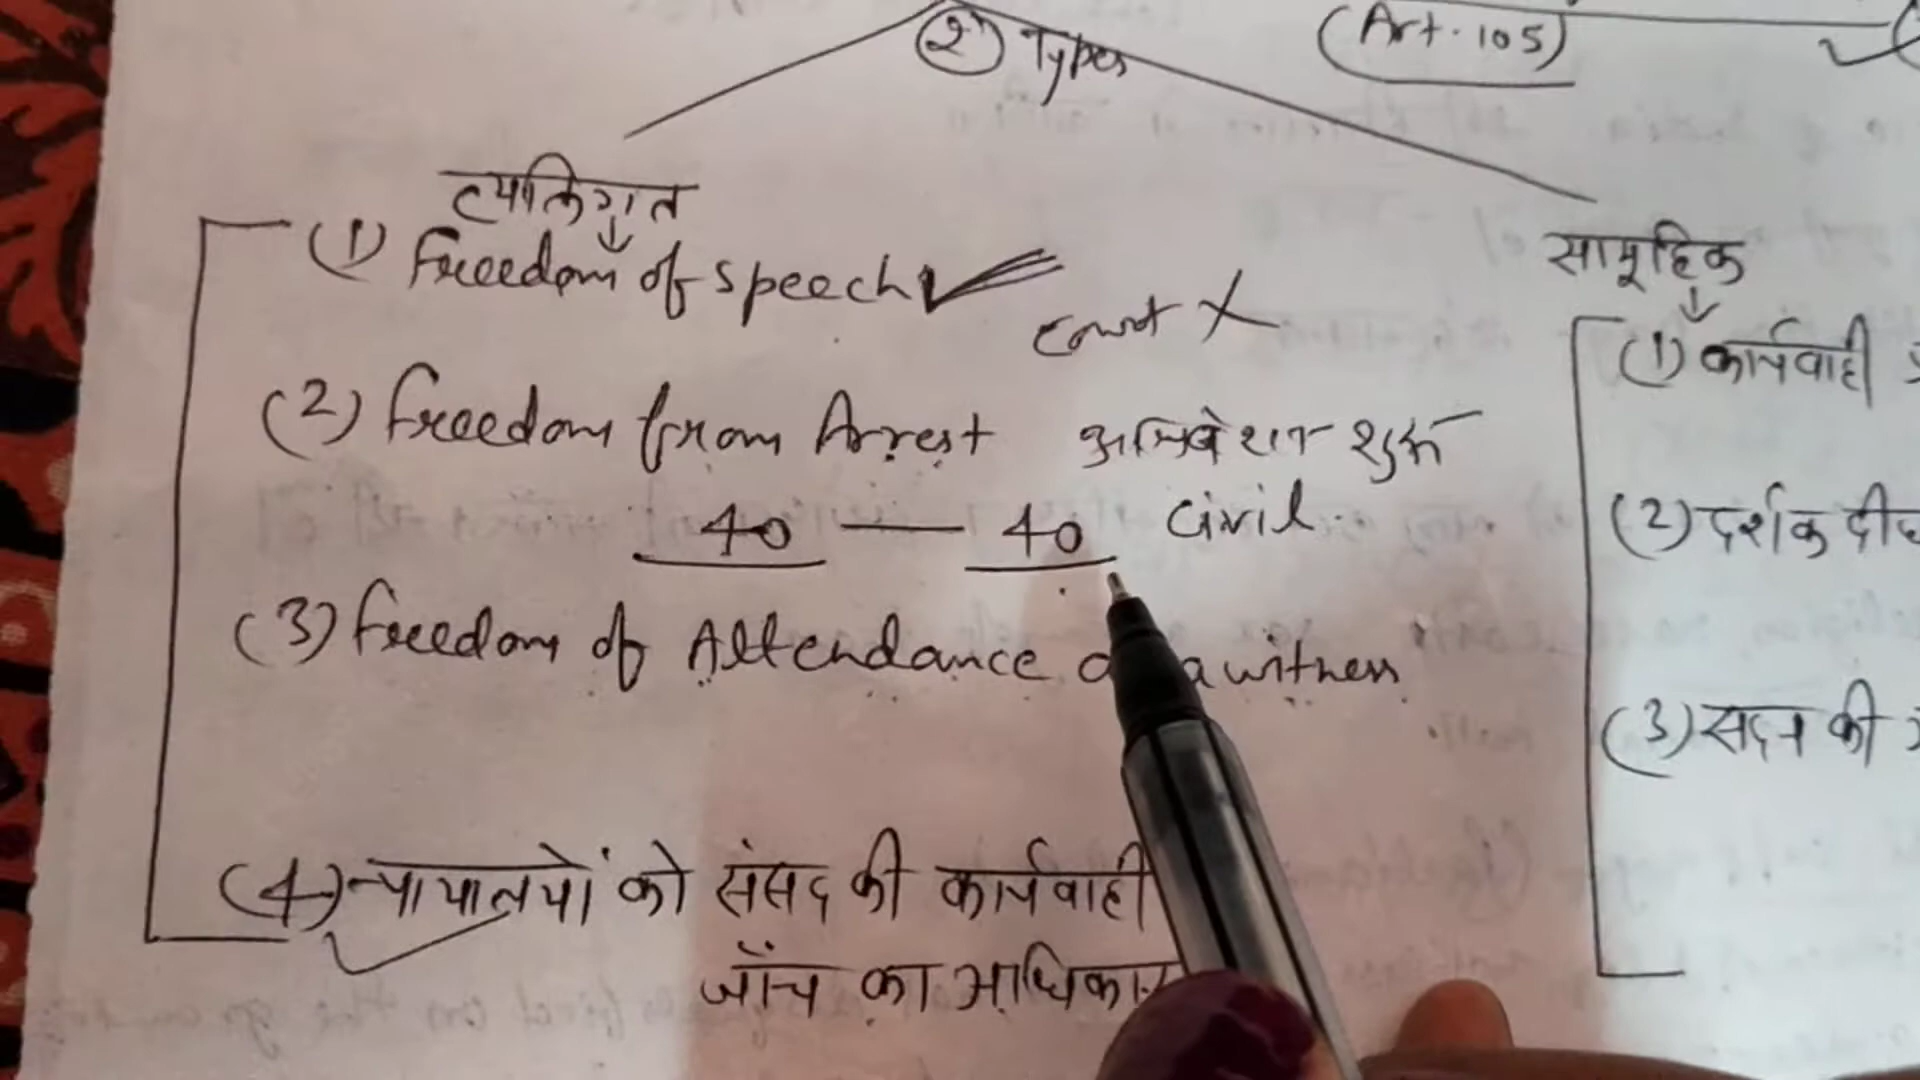 (2) Types
(Art. 105)
व्यक्तिगत
(1) Freedom of speech
Court X
(2) Freedom from Arrest अधिवेशन शुरू
40 — 40 civil
(3) Freedom of Attendance a witness
(4) न्यायालयों को संसद की कार्यवाही
जाँच का अधिकार
सामूहिक
(1) कार्यवाही
(2) दर्शक
(3) सदन की